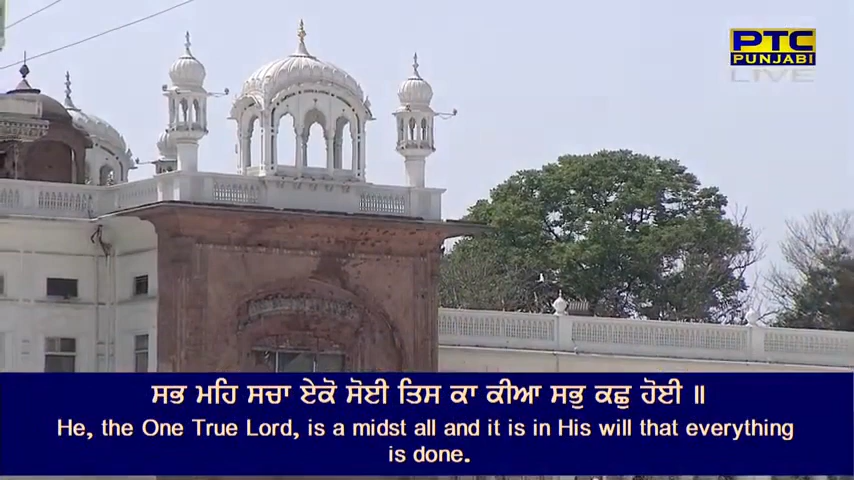 PTC
PUNJABI
LIVE
ਸਭ ਮਹਿ ਸਚਾ ਏਕੋ ਸੋਈ ਤਿਸ ਕਾ ਕੀਆ ਸਭੁ ਕਛੁ ਹੋਈ ॥
He, the One True Lord, is a midst all and it is in His will that everything
is done.